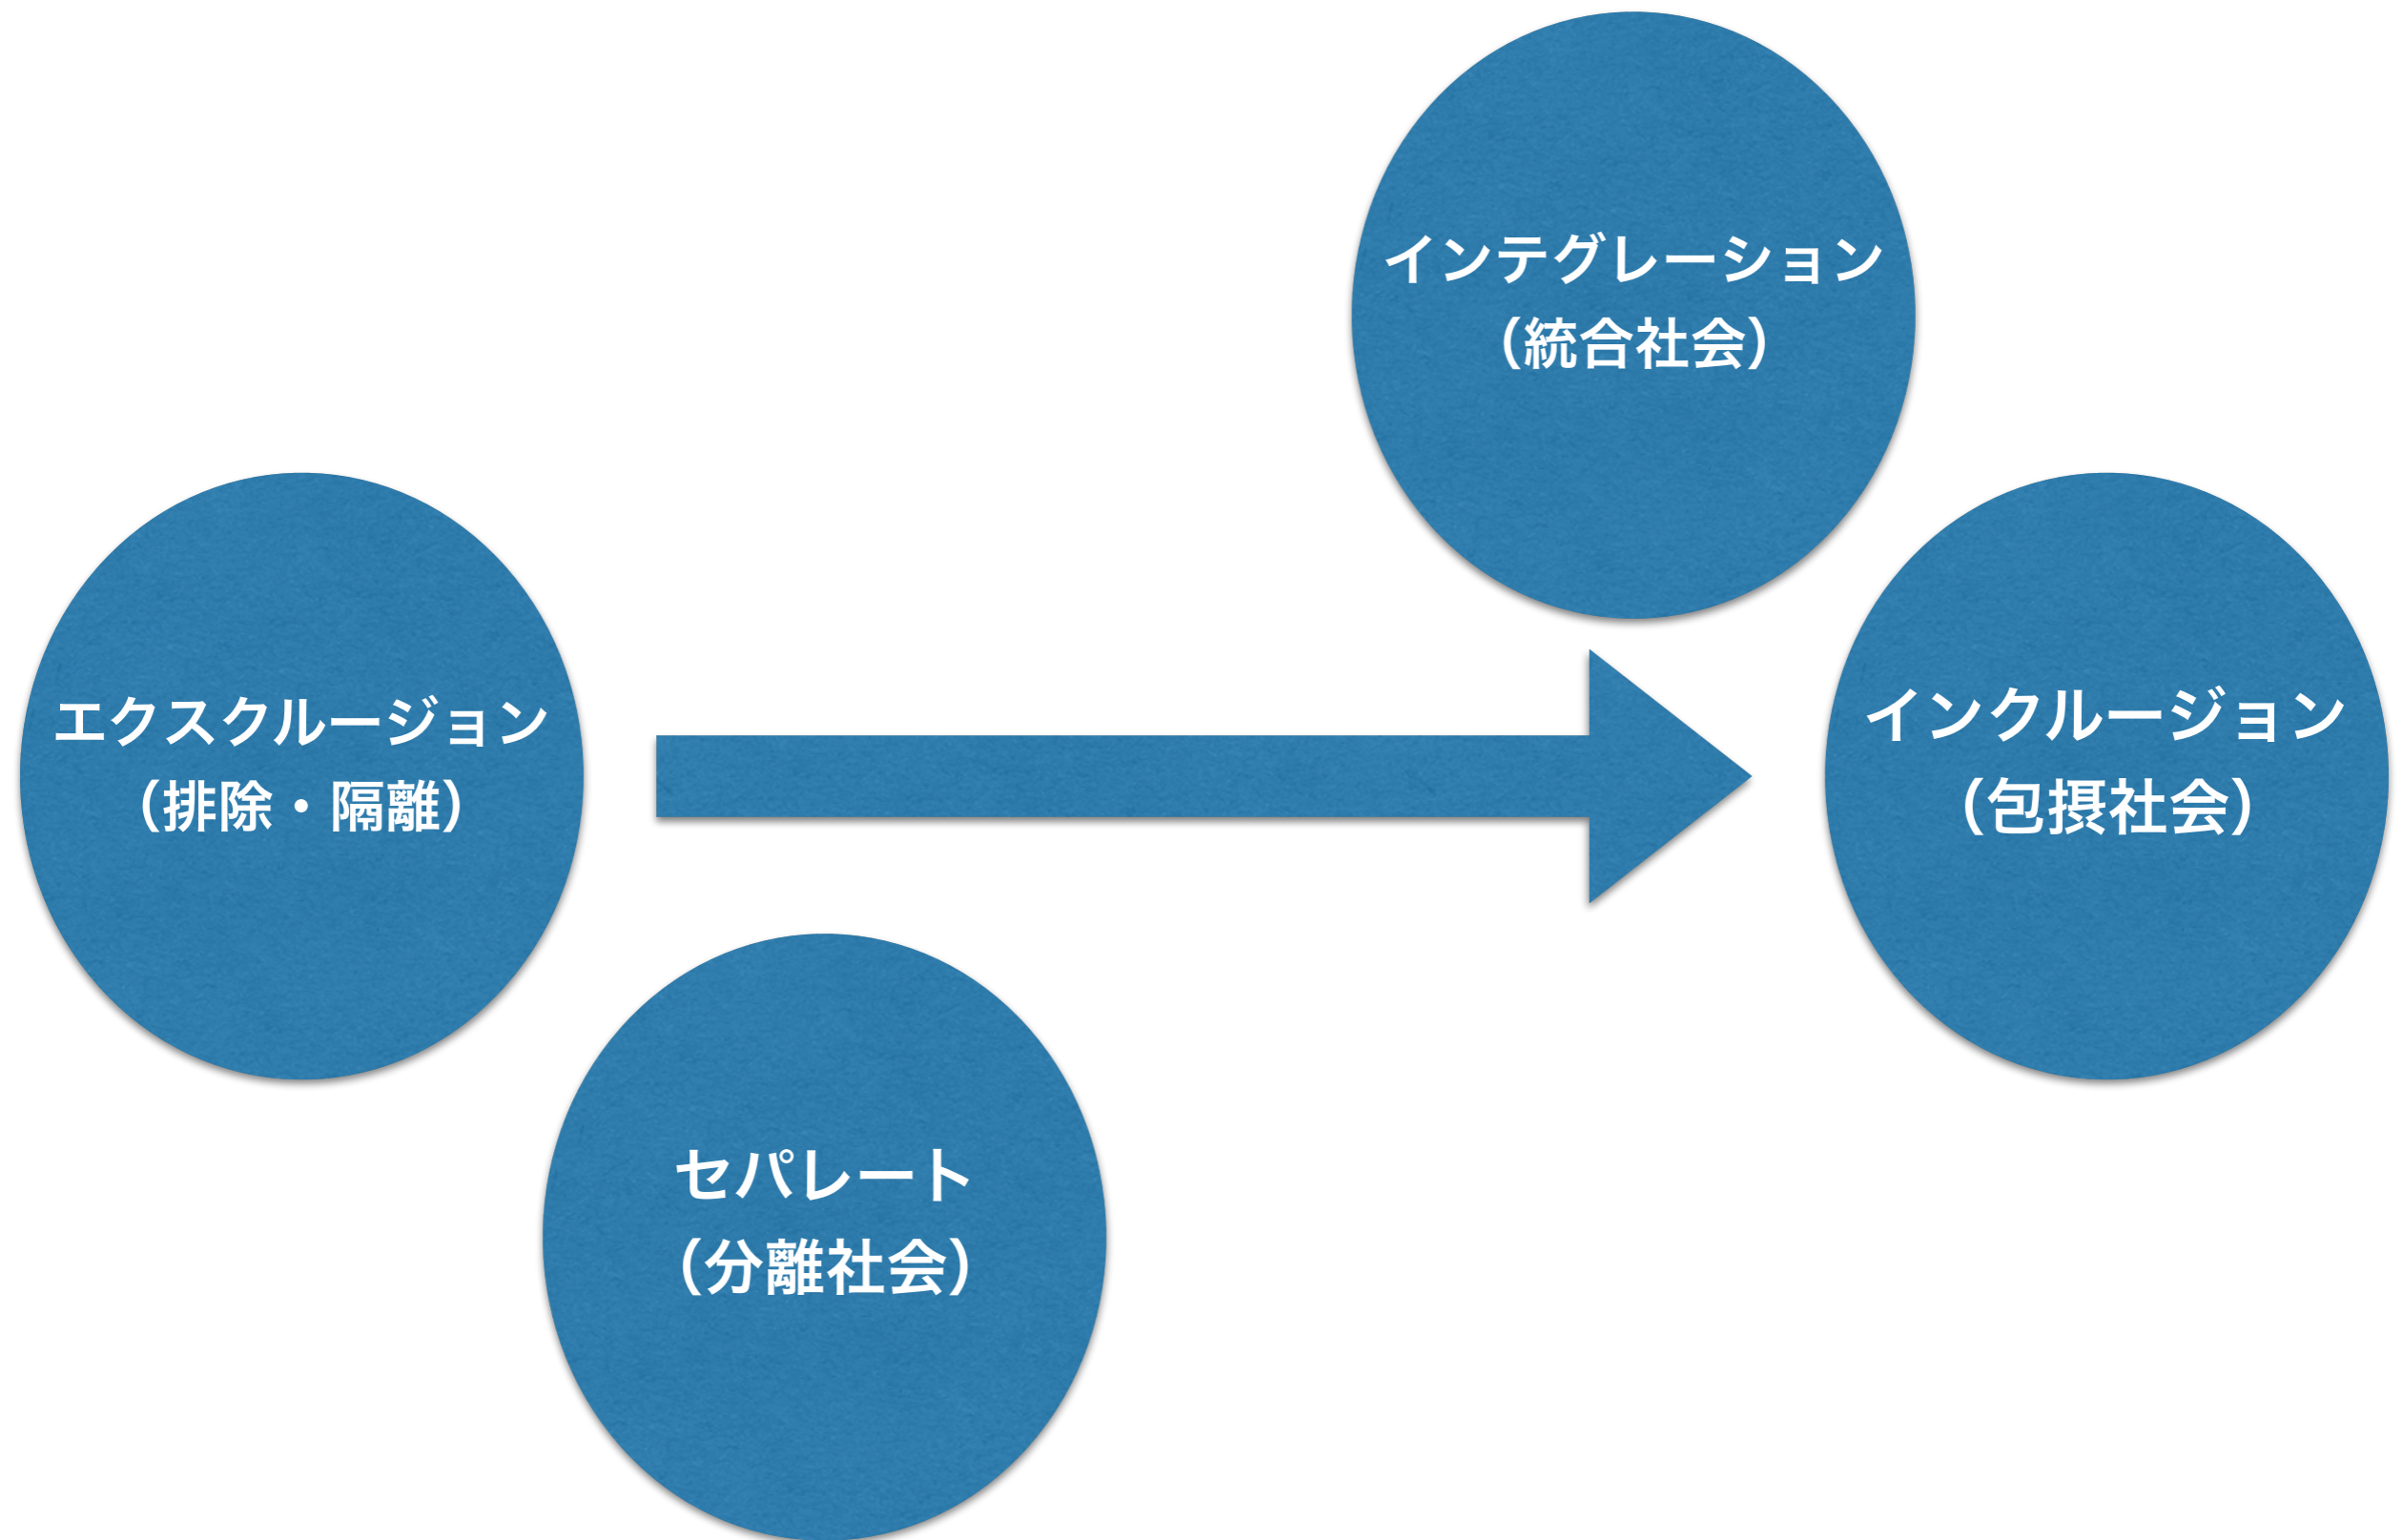 インテグレーション
（統合社会）
エクスクルージョン
（排除・隔離）
インクルージョン
（包摂社会）
セパレート
（分離社会）